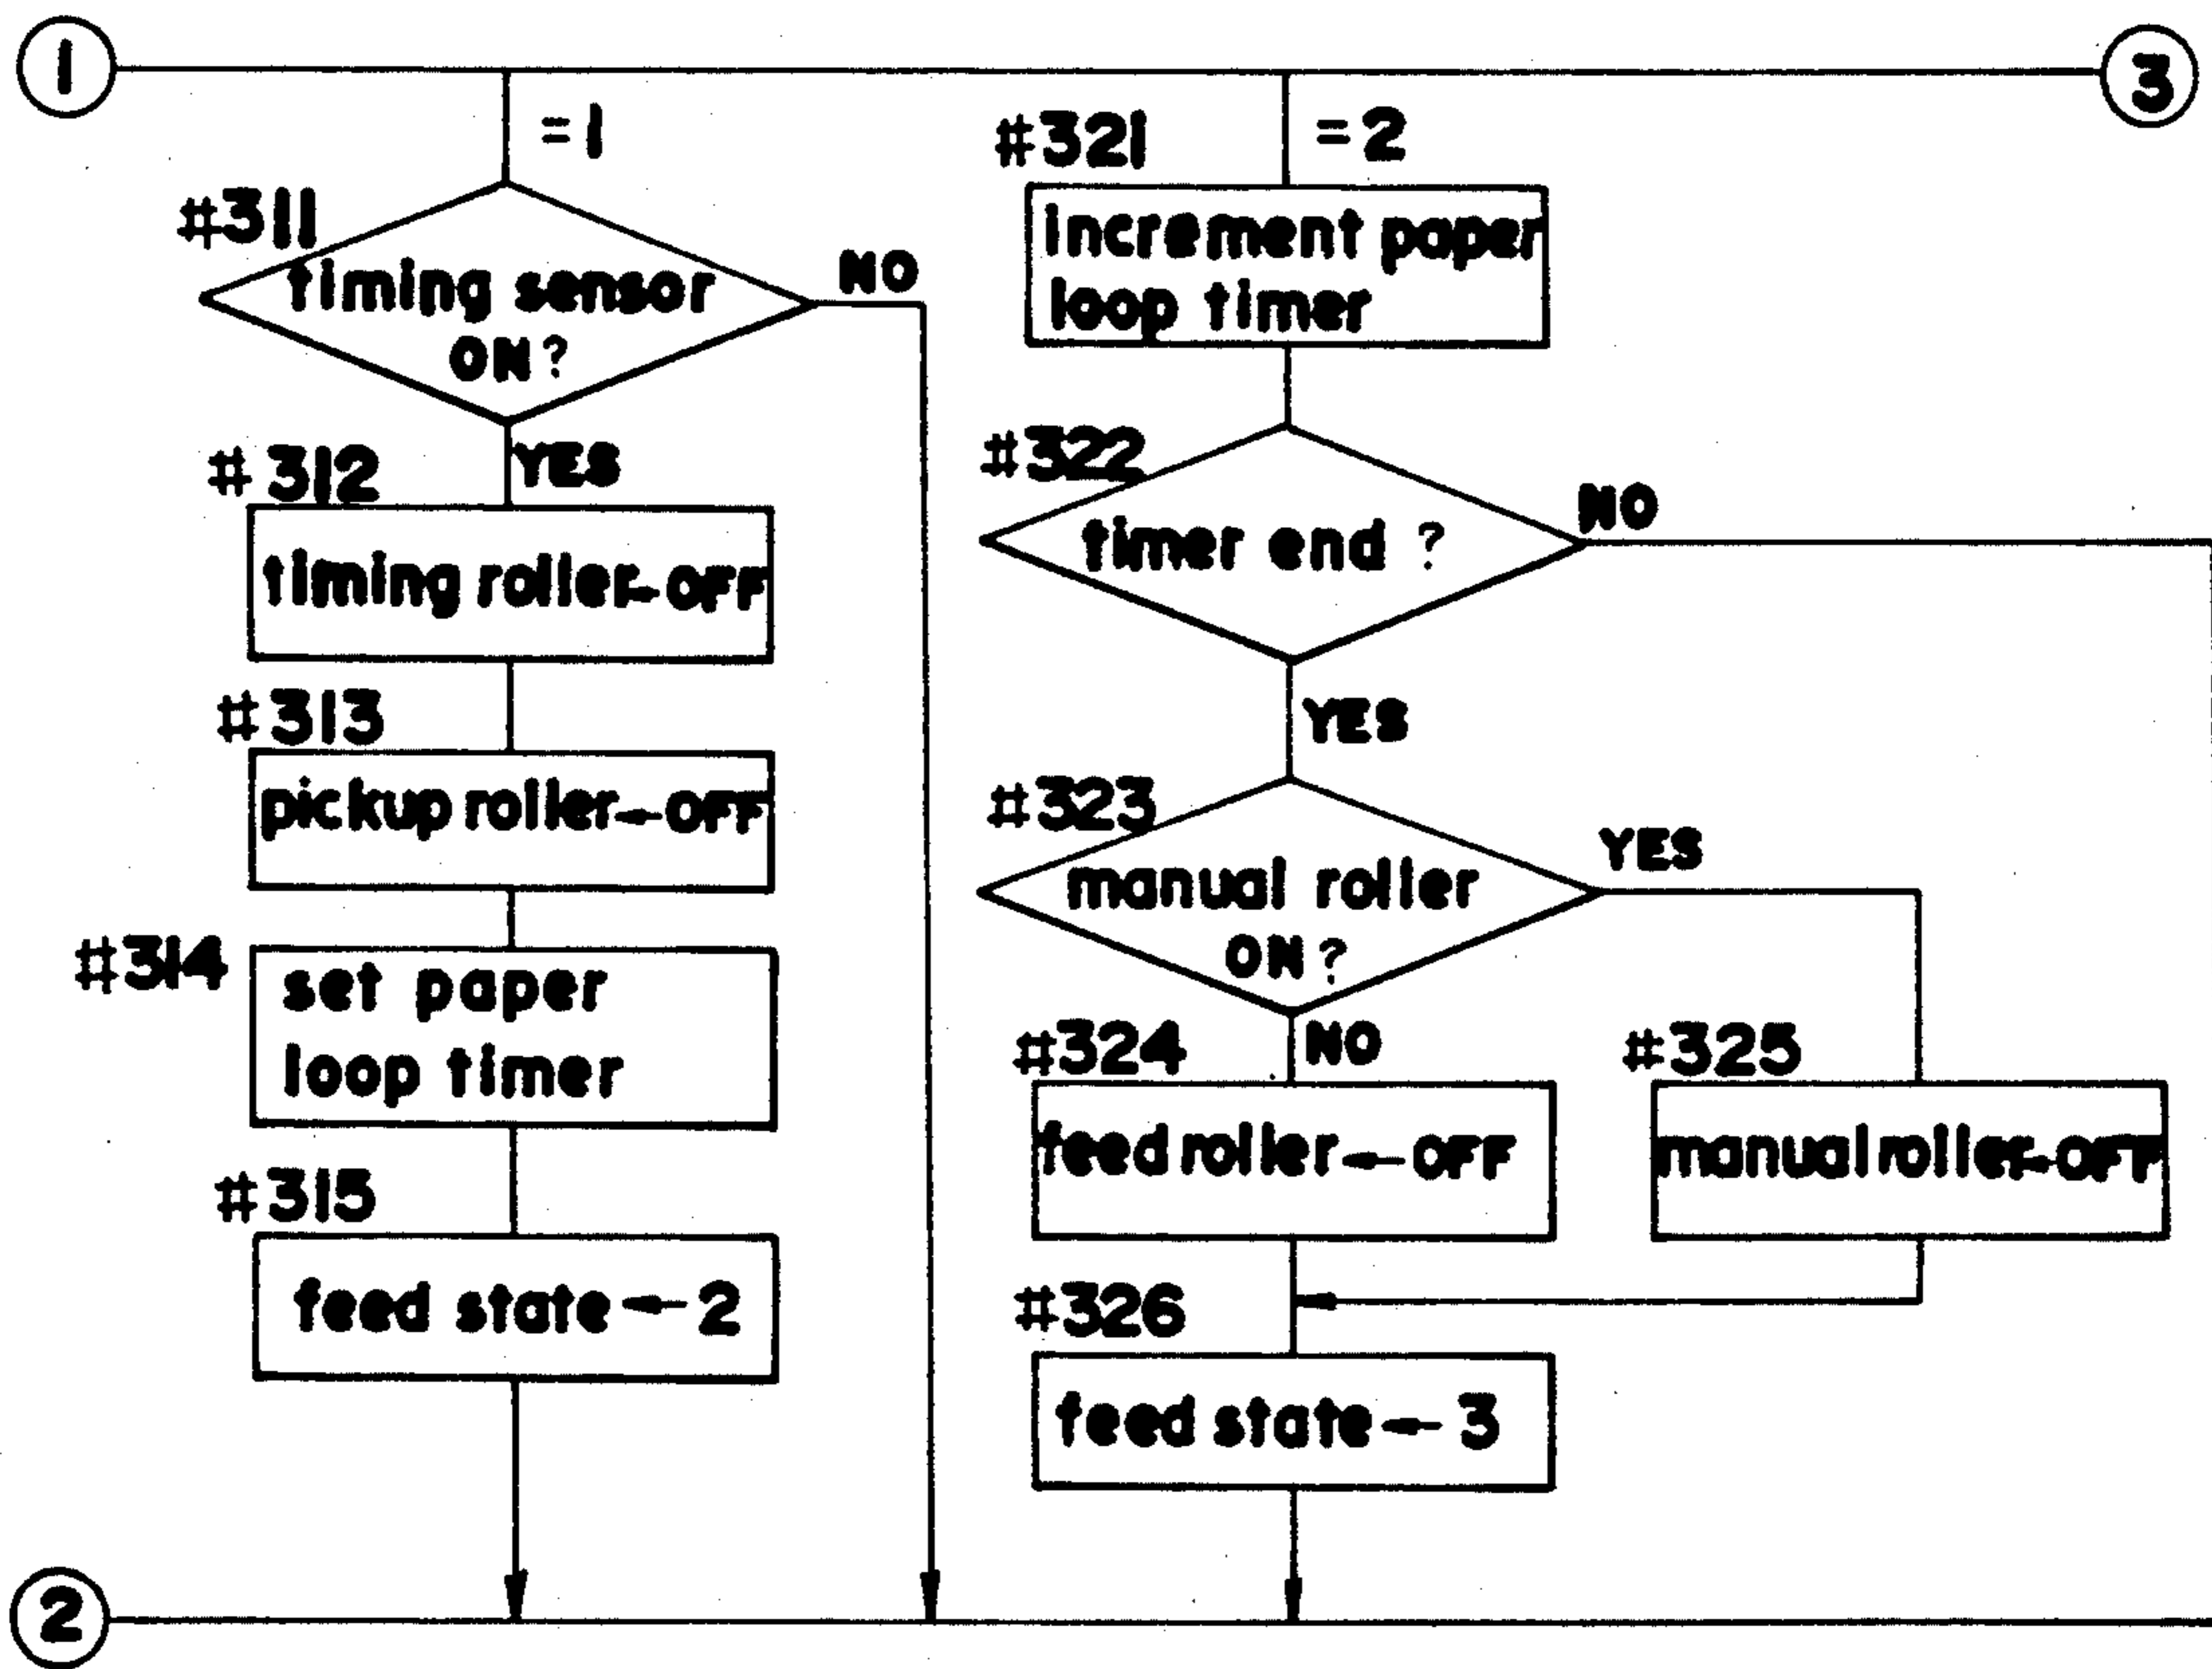 1
3
=1
#311
timing sensor
ON?
NO
YES
#312
timing roller←OFF
#313
pickup roller←OFF
#314
set paper
loop timer
#315
feed state←2
=2
#321
increment paper
loop timer
#322
timer end ?
NO
YES
#323
manual roller
ON?
YES
NO
#324
feed roller←OFF
#325
manual roller←OFF
#326
feed state←3
2